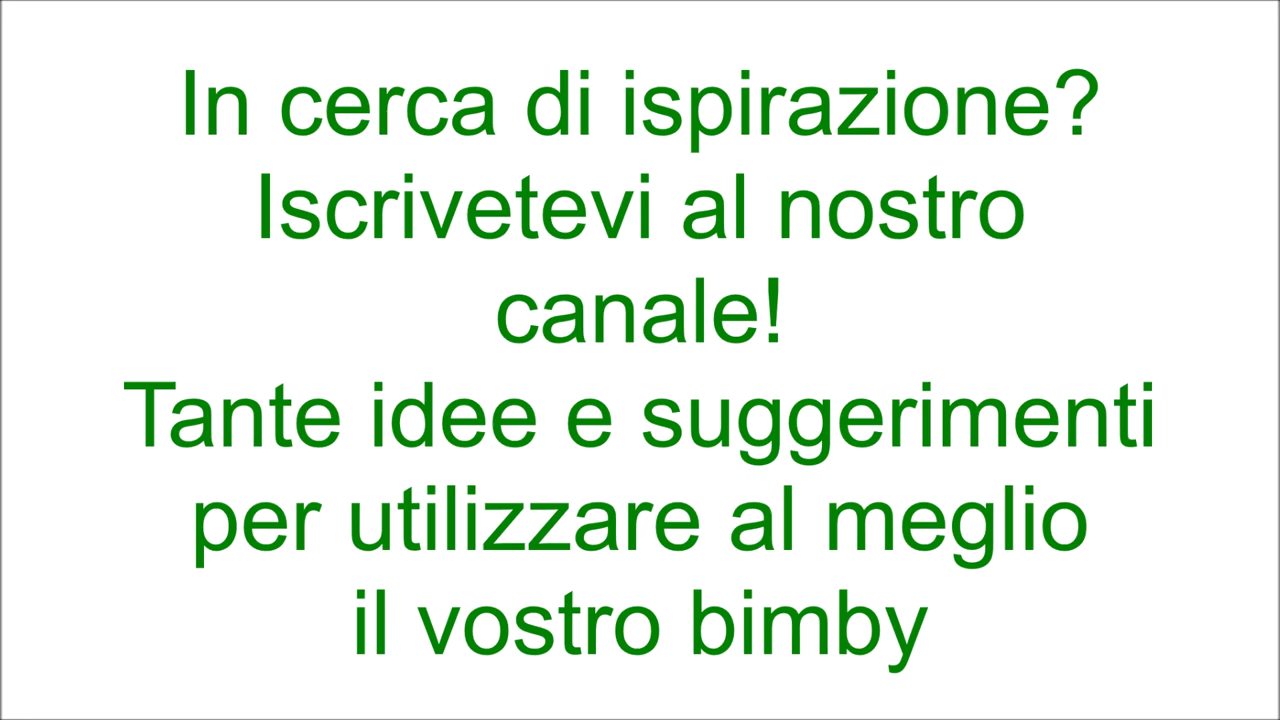 In cerca di ispirazione?
Iscrivetevi al nostro
canale!
Tante idee e suggerimenti
per utilizzare al meglio
il vostro bimby